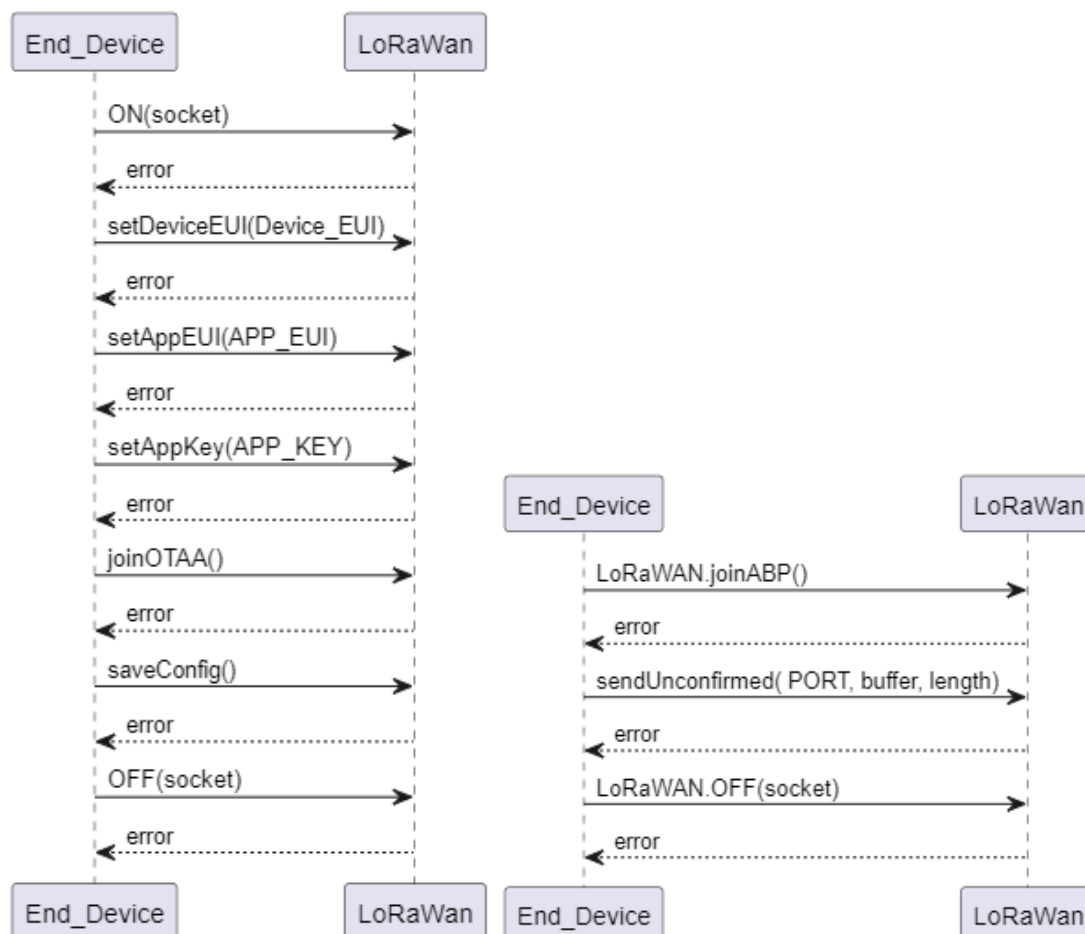 End_Device
LoRaWan
ON(socket)
error
setDeviceEUI(Device_EUI)
error
setAppEUI(APP_EUI)
error
setAppKey(APP_KEY)
error
joinOTAA()
error
saveConfig()
error
OFF(socket)
error
End_Device
LoRaWan
End_Device
LoRaWan
LoRaWAN.joinABP()
error
sendUnconfirmed( PORT, buffer, length)
error
LoRaWAN.OFF(socket)
error
End_Device
LoRaWan